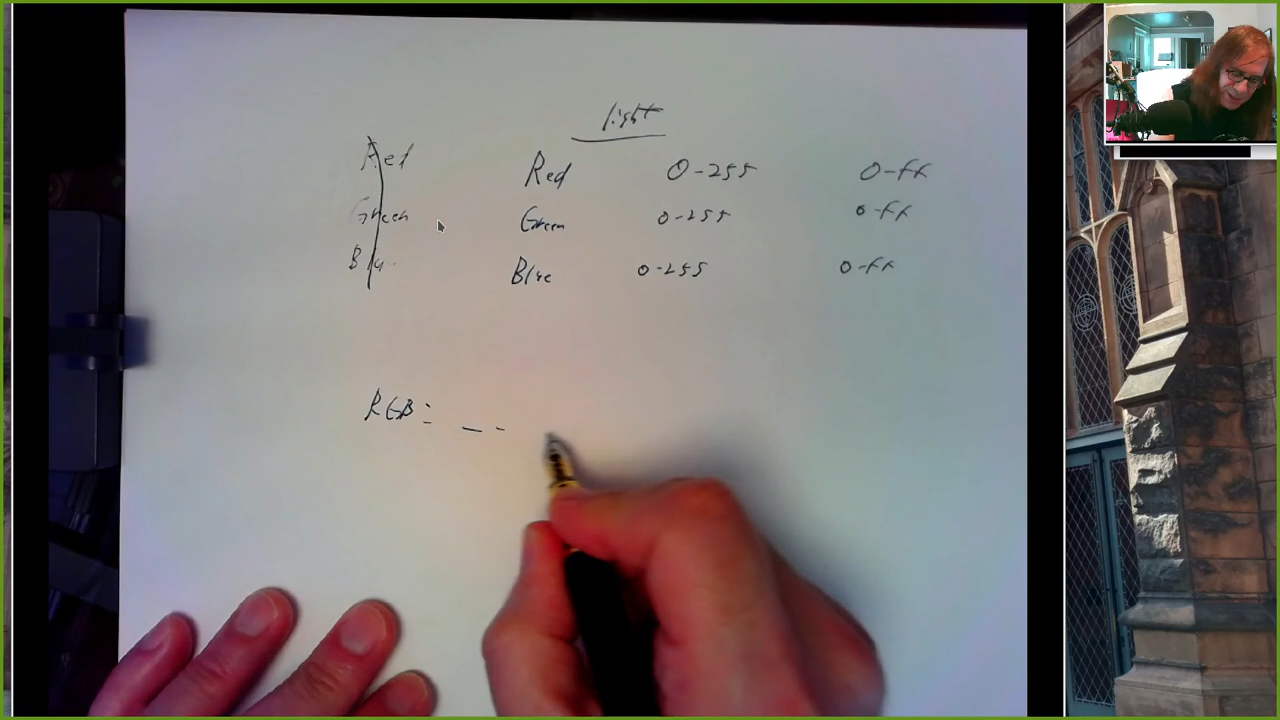 light
Red Red 0-255 0-ff
Green Green 0-255 0-ff
Blu Blue 0-255 0-ff
RGB: _ _